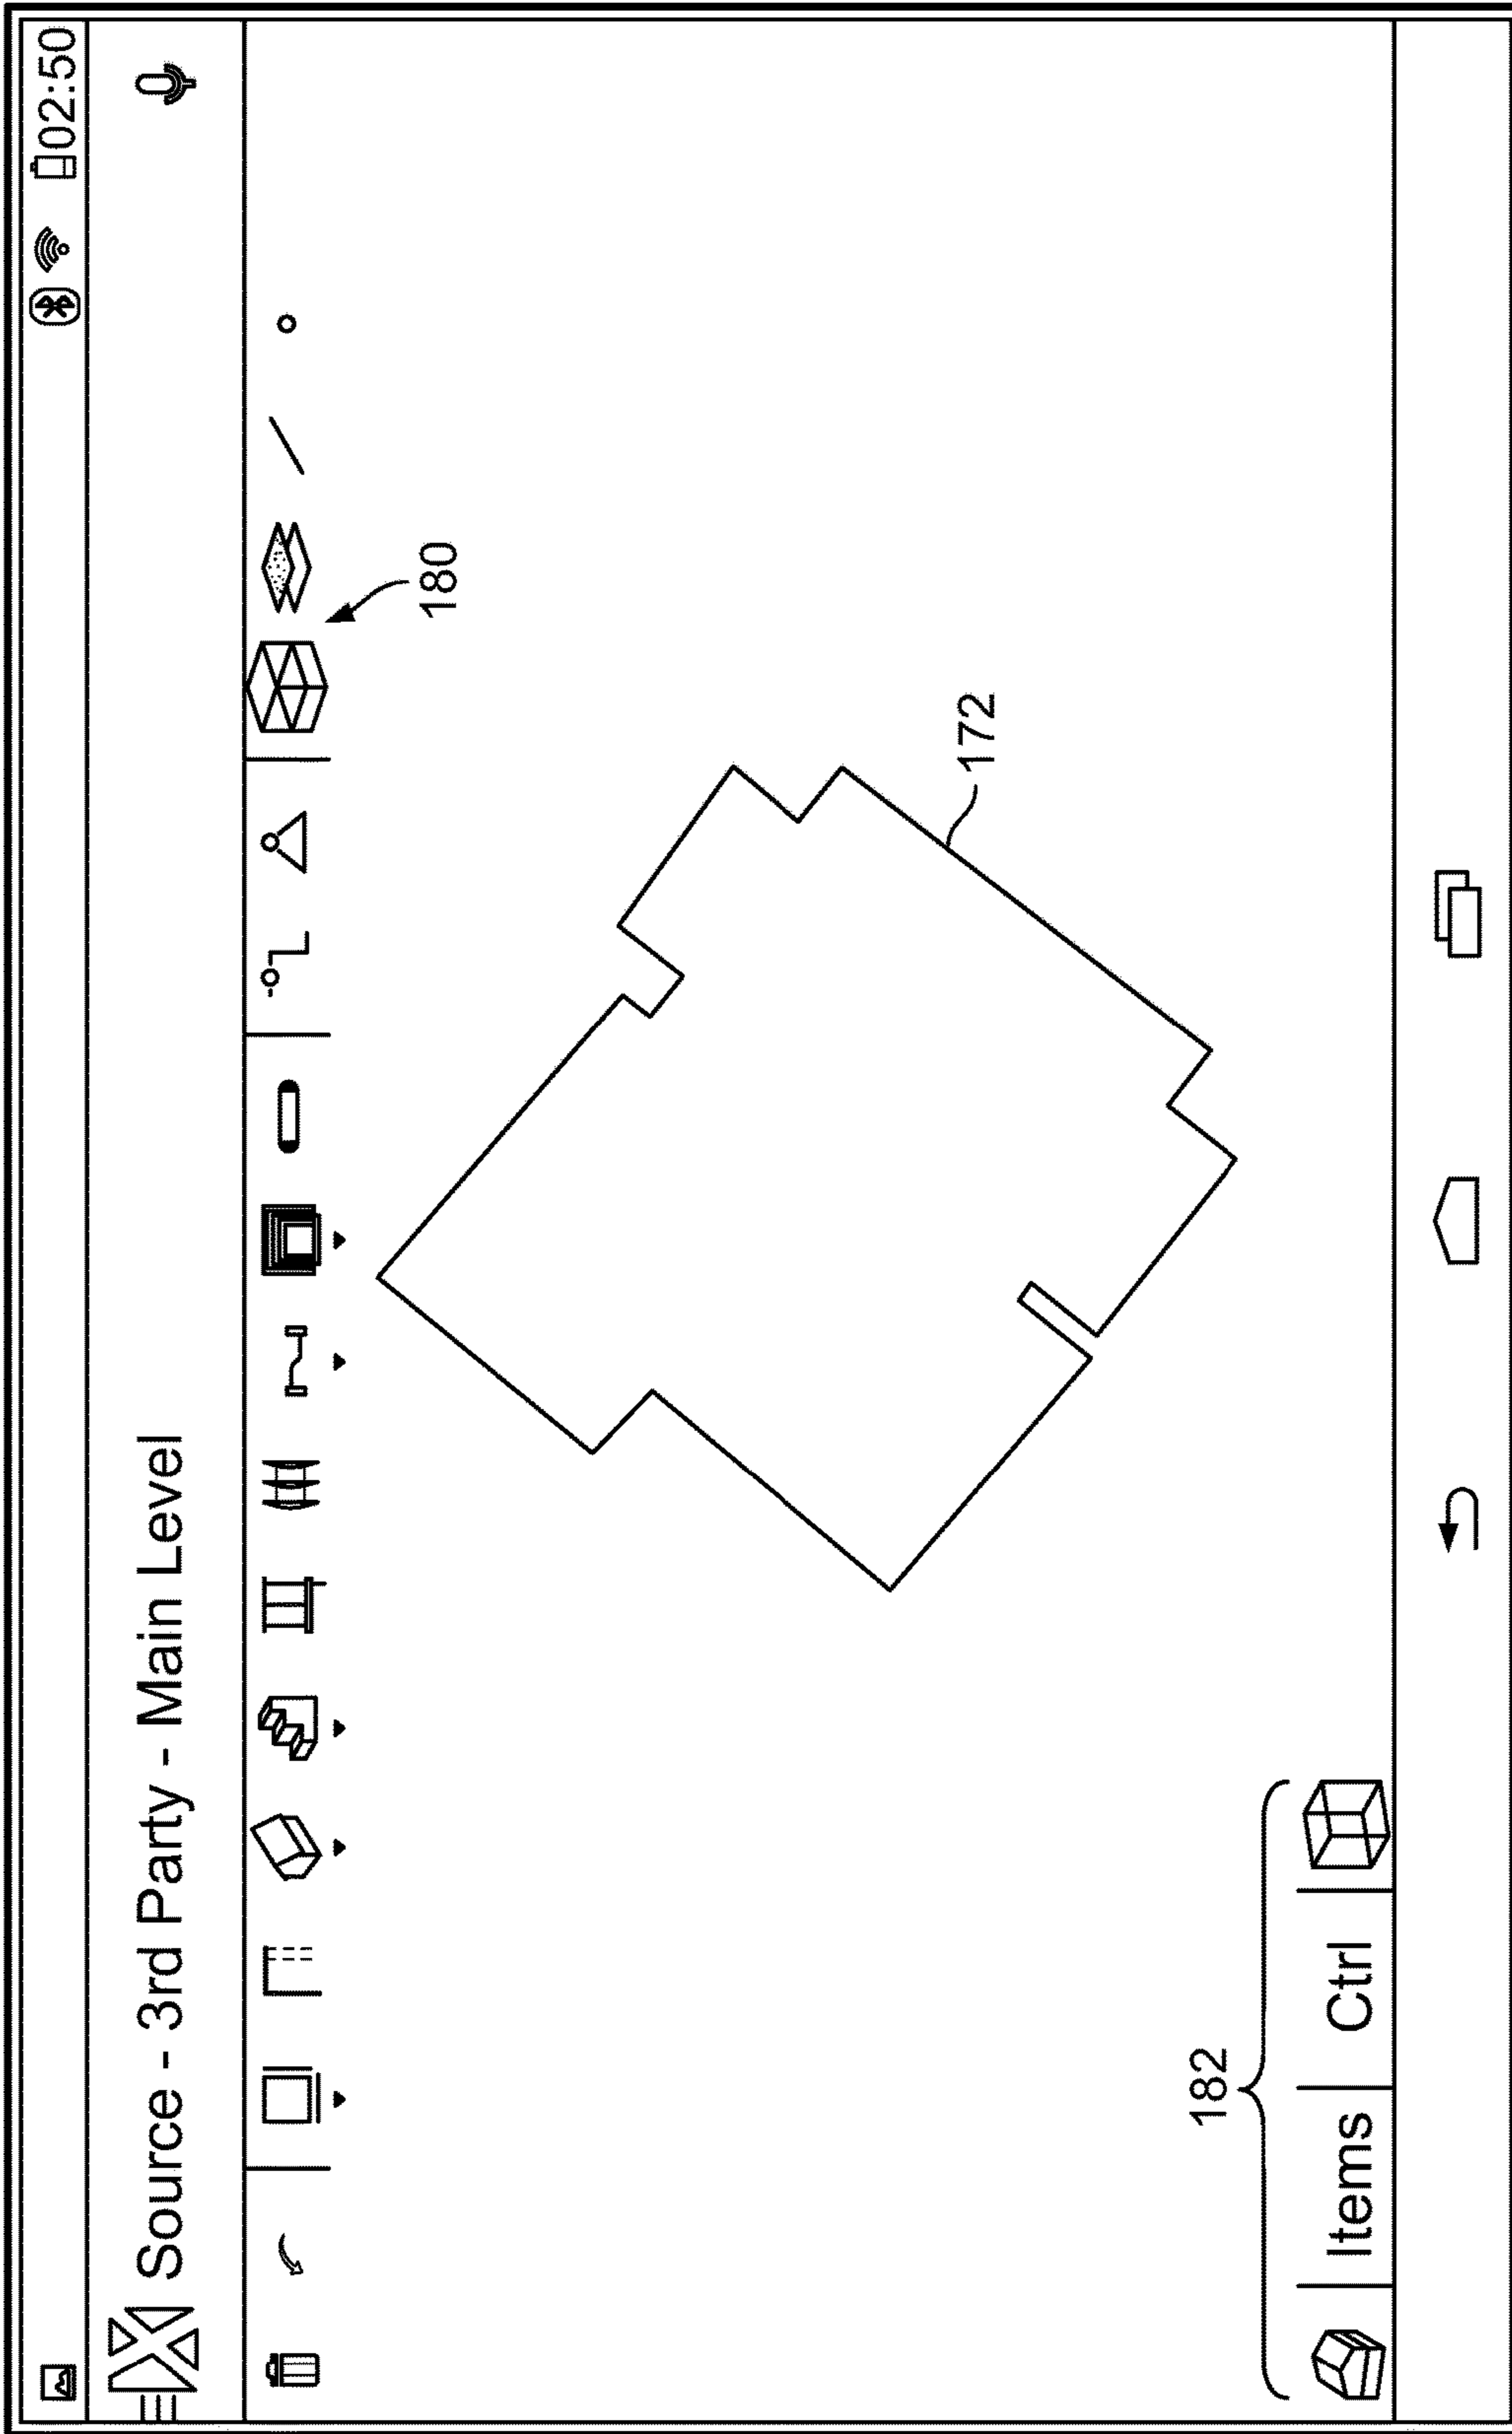 02:50
Source - 3rd Party - Main Level
180
172
182
Items
Ctrl